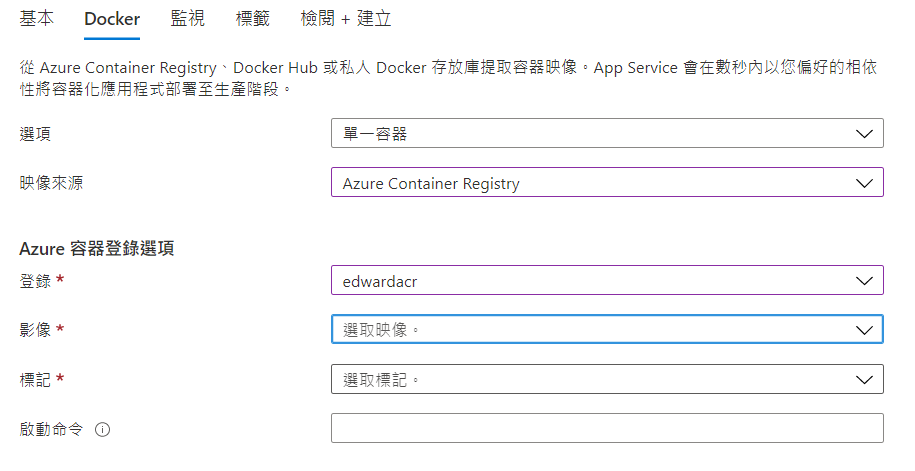 基本 Docker 監視 標籤 檢閱 + 建立
從 Azure Container Registry、Docker Hub 或私人 Docker 存放庫提取容器映像。App Service 會在數秒內以您偏好的相依
性將容器化應用程式部署至生產階段。
選項 單一容器
映像來源 Azure Container Registry
Azure 容器登錄選項
登錄 * edwardacr
影像 * 選取映像。
標記 * 選取標記。
啟動命令